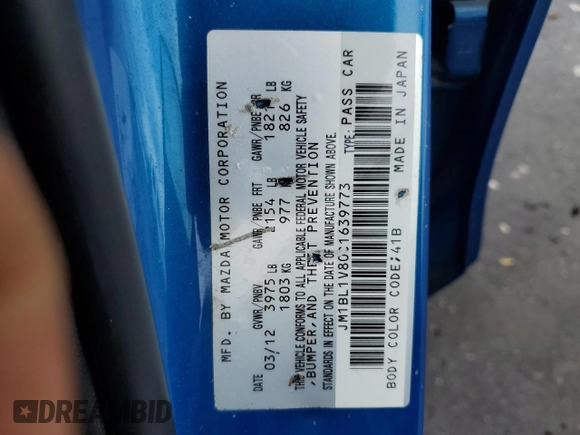 MFD. BY MAZDA MOTOR CORPORATION
DATE GVWR/PNBV GAWR/PNBE FRT GAWR/PNBE RR
03/12 3975 LB 2154 LB 1821 LB
1803 KG 977 826 KG
THIS VEHICLE CONFORMS TO ALL APPLICABLE FEDERAL MOTOR VEHICLE SAFETY
,BUMPER,AND THEFT PREVENTION
STANDARDS IN EFFECT ON THE DATE OF MANUFACTURE SHOWN ABOVE.
JM1BL1V80C1639773 TYPE: PASS CAR
BODY COLOR CODE;41B MADE IN JAPAN
DREAMBID